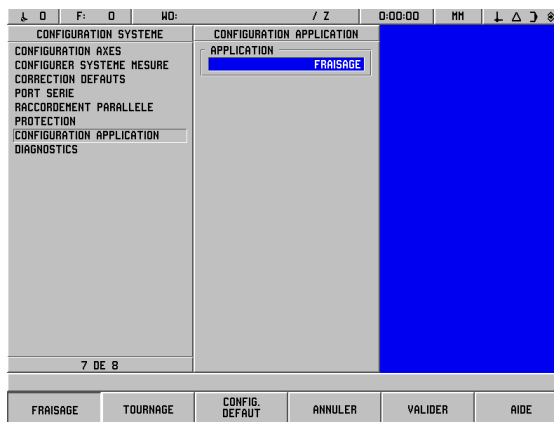 0 F: 0 WD: / Z 0:00:00 MM
CONFIGURATION SYSTEME
CONFIGURATION AXES
CONFIGURER SYSTEME MESURE
CORRECTION DEFAUTS
PORT SERIE
RACCORDEMENT PARALLELE
PROTECTION
CONFIGURATION APPLICATION
DIAGNOSTICS
7 DE 8
CONFIGURATION APPLICATION
APPLICATION
FRAISAGE
FRAISAGE
TOURNAGE
CONFIG.
DEFAUT
ANNULER
VALIDER
AIDE